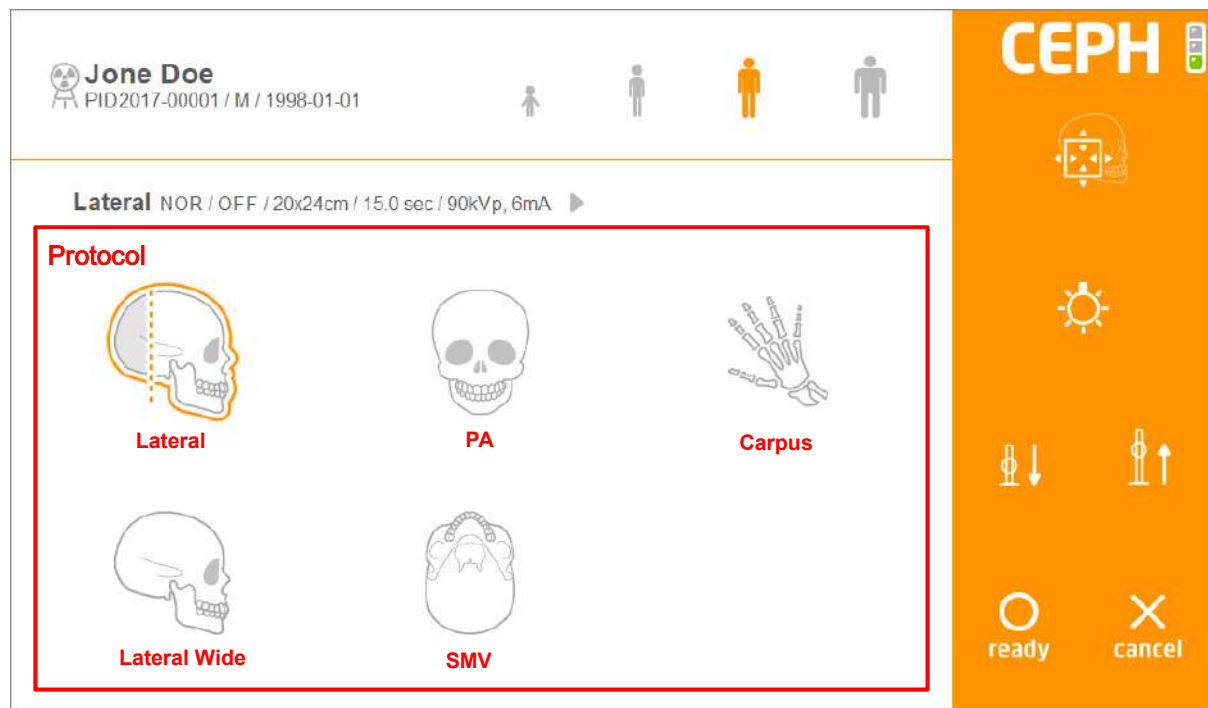 Jone Doe
PID2017-00001 / M / 1998-01-01
CEPH
Lateral NOR / OFF / 20x24cm / 15.0 sec / 90kVp, 6mA
Protocol
Lateral
PA
Carpus
Lateral Wide
SMV
ready
cancel